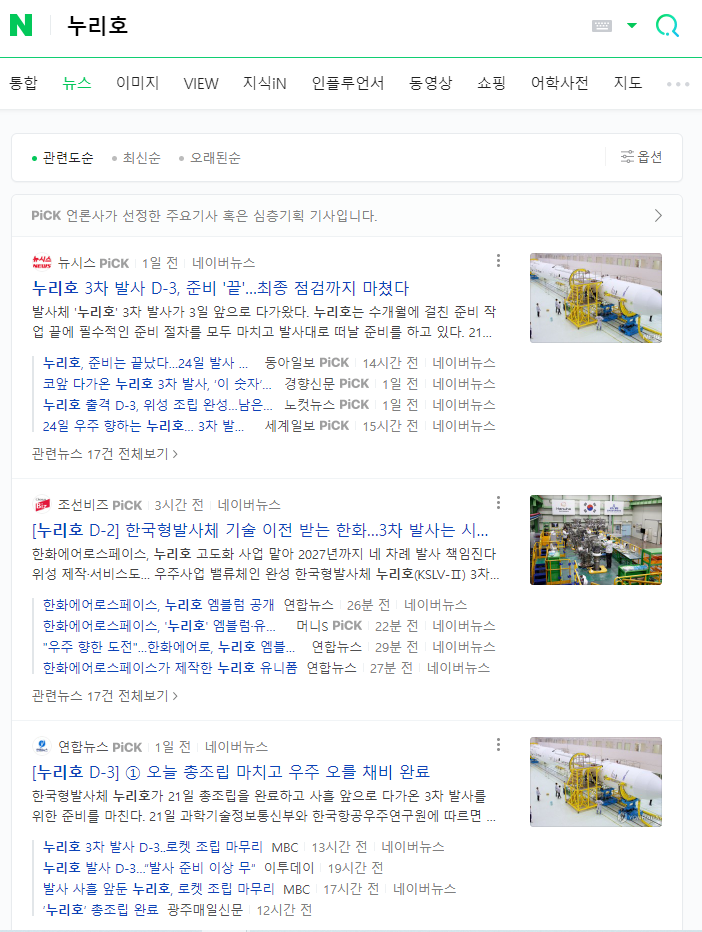 N 누리호
통합 뉴스 이미지 VIEW 지식iN 인플루언서 동영상 쇼핑 어학사전 지도
관련도순 최신순 오래된순 옵션
PiCK 언론사가 선정한 주요기사 혹은 심층기획 기사입니다.
뉴시스 NEWS 뉴시스 PiCK 1일 전 네이버뉴스
누리호 3차 발사 D-3, 준비 '끝'...최종 점검까지 마쳤다
발사체 '누리호' 3차 발사가 3일 앞으로 다가왔다. 누리호는 수개월에 걸친 준비 작
업 끝에 필수적인 준비 절차를 모두 마치고 발사대로 떠날 준비를 하고 있다. 21...
누리호, 준비는 끝났다...24일 발사 ... 동아일보 PiCK 14시간 전 네이버뉴스
코앞 다가온 누리호 3차 발사, '이 숫자'... 경향신문 PiCK 1일 전 네이버뉴스
누리호 출격 D-3, 위성 조립 완성...남은... 노컷뉴스 PiCK 1일 전 네이버뉴스
24일 우주 향하는 누리호... 3차 발... 세계일보 PiCK 15시간 전 네이버뉴스
관련뉴스 17건 전체보기
조선비즈 PiCK 3시간 전 네이버뉴스
[누리호 D-2] 한국형발사체 기술 이전 받는 한화...3차 발사는 시...
한화에어로스페이스, 누리호 고도화 사업 맡아 2027년까지 네 차례 발사 책임진다
위성 제작·서비스도... 우주사업 밸류체인 완성 한국형발사체 누리호(KSLV-Ⅱ) 3차...
한화에어로스페이스, 누리호 엠블럼 공개 연합뉴스 26분 전 네이버뉴스
한화에어로스페이스, '누리호' 엠블럼·유... 머니S PiCK 22분 전 네이버뉴스
"우주 향한 도전"...한화에어로, 누리호 엠블... 연합뉴스 29분 전 네이버뉴스
한화에어로스페이스가 제작한 누리호 유니폼 연합뉴스 27분 전 네이버뉴스
관련뉴스 17건 전체보기
연합뉴스 PiCK 1일 전 네이버뉴스
[누리호 D-3] ① 오늘 총조립 마치고 우주 오를 채비 완료
한국형발사체 누리호가 21일 총조립을 완료하고 사흘 앞으로 다가온 3차 발사를
위한 준비를 마친다. 21일 과학기술정보통신부와 한국항공우주연구원에 따르면 ...
누리호 3차 발사 D-3..로켓 조립 마무리 MBC 13시간 전 네이버뉴스
누리호 발사 D-3..."발사 준비 이상 무" 이투데이 19시간 전
발사 사흘 앞둔 누리호, 로켓 조립 마무리 MBC 17시간 전 네이버뉴스
'누리호' 총조립 완료 광주매일신문 12시간 전